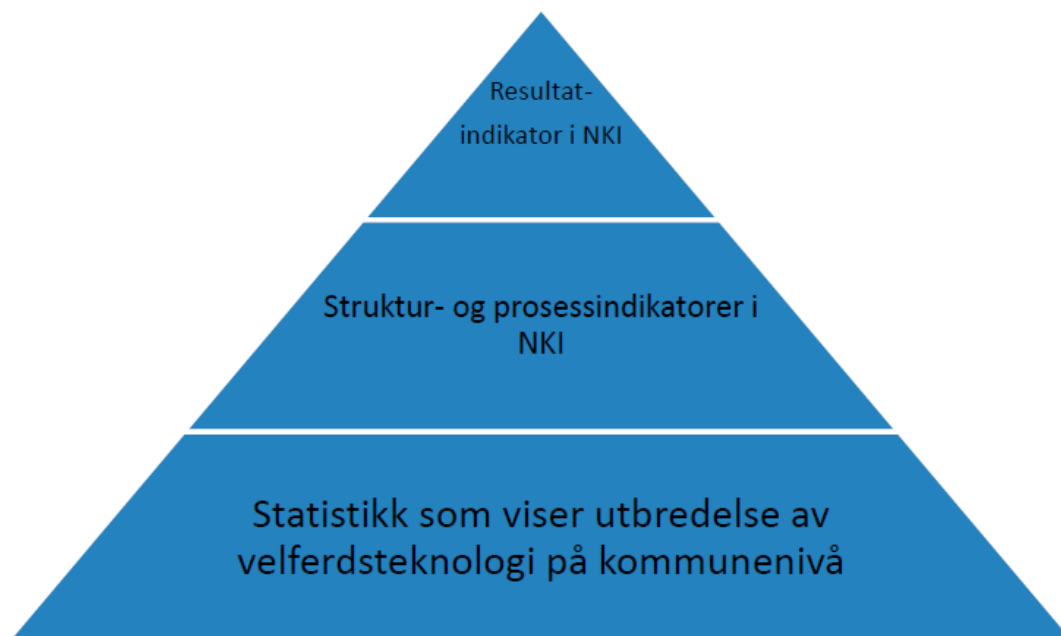 Resultat-
indikator i NKI
Struktur- og prosessindikatorer i
NKI
Statistikk som viser utbredelse av
velferdsteknologi på kommunenivå